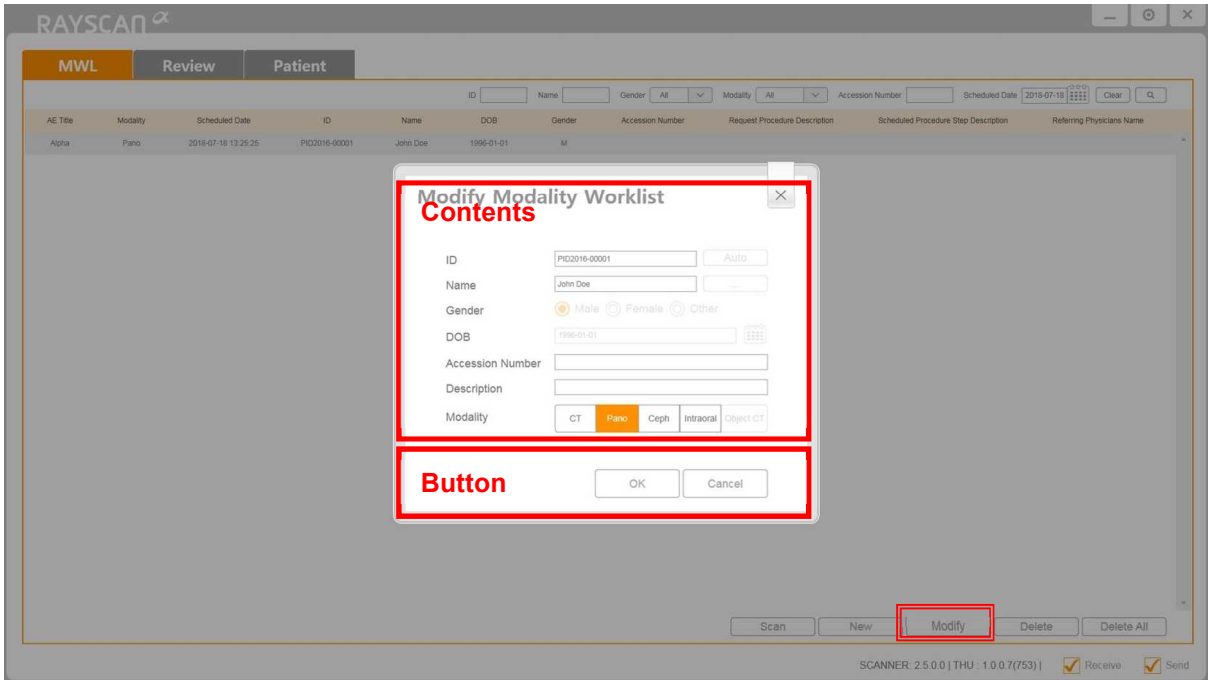 RAYSCAN α
MWL Review Patient
ID Name Gender All Modality All Accession Number Scheduled Date 2018-07-18 Clear
AE Title Modality Scheduled Date ID Name DOB Gender Accession Number Request Procedure Description Scheduled Procedure Step Description Referring Physicians Name
Alpha Pano 2018-07-18 13:25:25 PID2016-00001 John Doe 1996-01-01 M
Modify Modality Worklist
Contents
ID PID2016-00001 Auto
Name John Doe ...
Gender Male Female Other
DOB 1996-01-01
Accession Number
Description
Modality CT Pano Ceph Intraoral Object CT
Button OK Cancel
Scan New Modify Delete Delete All
SCANNER: 2.5.0.0 | THU : 1.0.0.7(753) | Receive Send